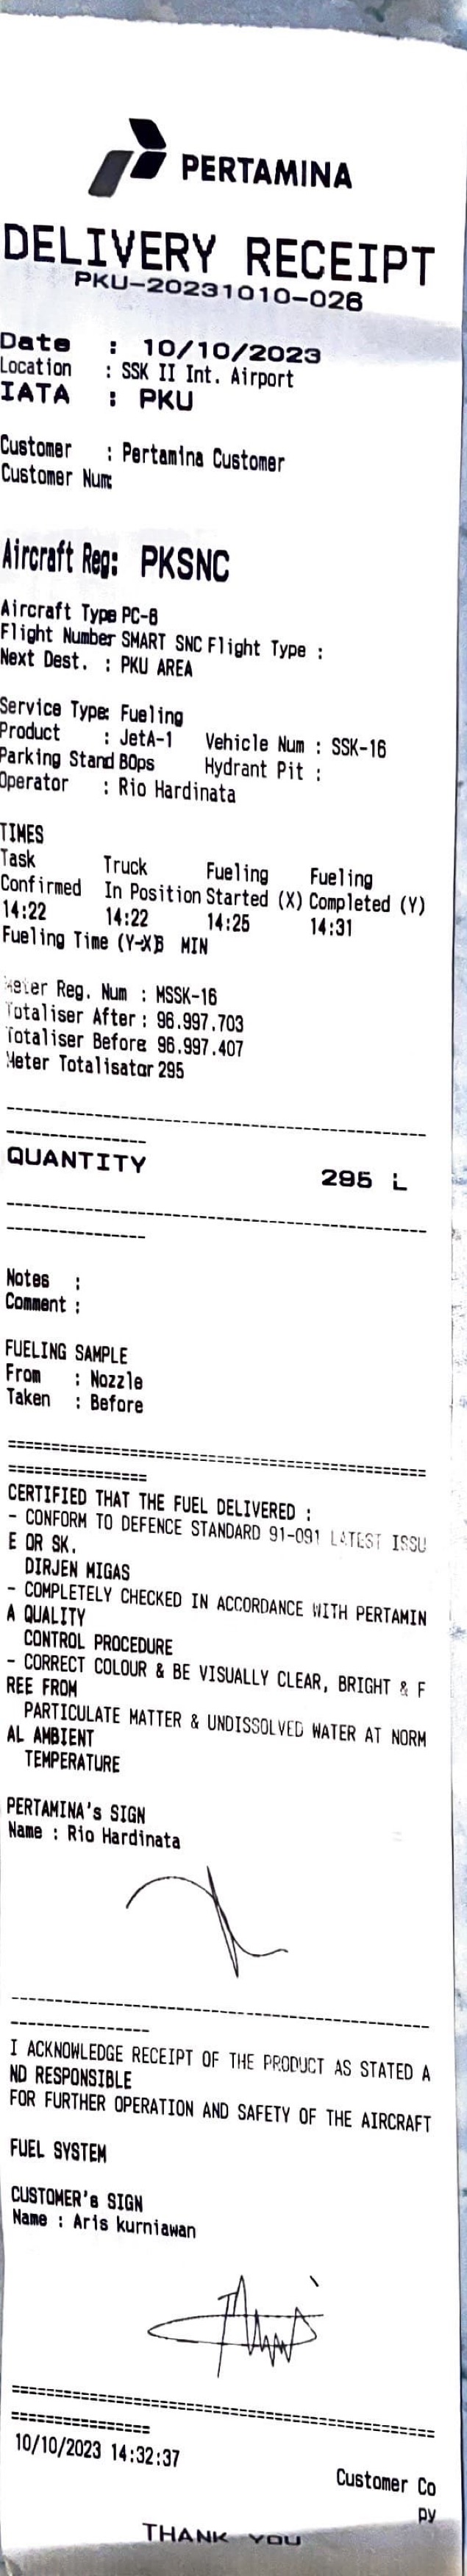 PERTAMINA
DELIVERY RECEIPT
PKU-20231010-026
Date : 10/10/2023
Location : SSK II Int. Airport
IATA : PKU
Customer : Pertamina Customer
Customer Num:
Aircraft Reg: PKSNC
Aircraft Type PC-6
Flight Number SMART SNC Flight Type :
Next Dest. : PKU AREA
Service Type: Fueling
Product : JetA-1 Vehicle Num : SSK-16
Parking Stand BOps Hydrant Pit :
Operator : Rio Hardinata
TIMES
Task Truck Fueling Fueling
Confirmed In Position Started (X) Completed (Y)
14:22 14:22 14:25 14:31
Fueling Time (Y-X) MIN
Meter Reg. Num : MSSK-16
Totaliser After : 96.997.703
Totaliser Before 96.997.407
Meter Totalisator 295
QUANTITY 295 L
Notes :
Comment :
FUELING SAMPLE
From : Nozzle
Taken : Before
CERTIFIED THAT THE FUEL DELIVERED :
- CONFORM TO DEFENCE STANDARD 91-091 LATEST ISSU
E OR SK.
DIRJEN MIGAS
- COMPLETELY CHECKED IN ACCORDANCE WITH PERTAMIN
A QUALITY
CONTROL PROCEDURE
- CORRECT COLOUR & BE VISUALLY CLEAR, BRIGHT & F
REE FROM
PARTICULATE MATTER & UNDISSOLVED WATER AT NORM
AL AMBIENT
TEMPERATURE
PERTAMINA's SIGN
Name : Rio Hardinata
I ACKNOWLEDGE RECEIPT OF THE PRODUCT AS STATED A
ND RESPONSIBLE
FOR FURTHER OPERATION AND SAFETY OF THE AIRCRAFT
FUEL SYSTEM
CUSTOMER's SIGN
Name : Aris kurniawan
10/10/2023 14:32:37
Customer Co
py
THANK YOU